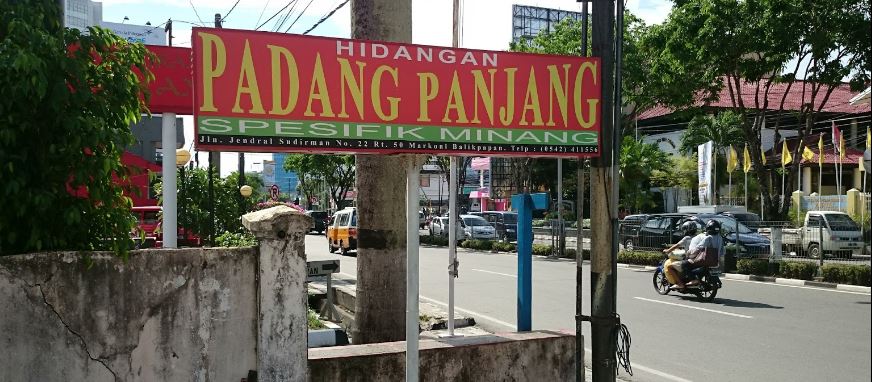 HIDANGAN
PADANG PANJANG
SPESIFIK MINANG
Jln. Jendral Sudirman No. 22 Rt. 50 Markoni Balikpapan. Telp : (0542) 411556